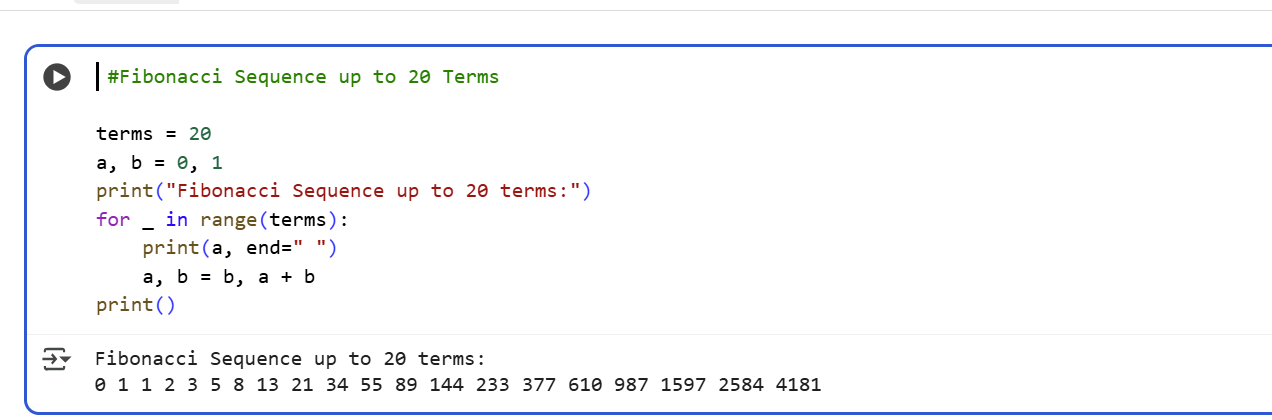 #Fibonacci Sequence up to 20 Terms
terms = 20
a, b = 0, 1
print("Fibonacci Sequence up to 20 terms:")
for _ in range(terms):
    print(a, end=" ")
    a, b = b, a + b
print()
Fibonacci Sequence up to 20 terms:
0 1 1 2 3 5 8 13 21 34 55 89 144 233 377 610 987 1597 2584 4181